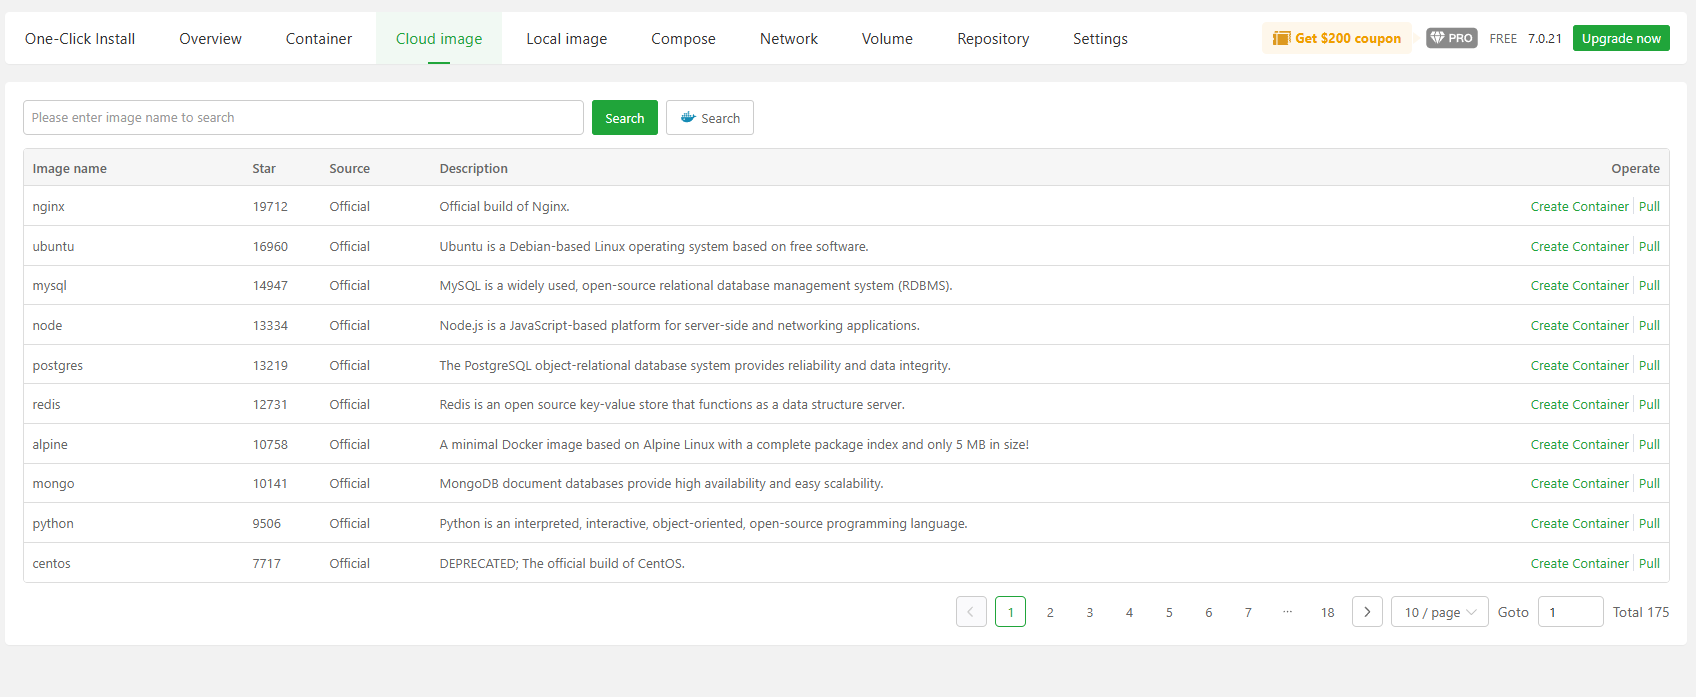 One-Click Install Overview Container Cloud image Local image Compose Network Volume Repository Settings Get $200 coupon PRO FREE 7.0.21 Upgrade now
Please enter image name to search Search Search
Image name Star Source Description Operate
nginx 19712 Official Official build of Nginx. Create Container Pull
ubuntu 16960 Official Ubuntu is a Debian-based Linux operating system based on free software. Create Container Pull
mysql 14947 Official MySQL is a widely used, open-source relational database management system (RDBMS). Create Container Pull
node 13334 Official Node.js is a JavaScript-based platform for server-side and networking applications. Create Container Pull
postgres 13219 Official The PostgreSQL object-relational database system provides reliability and data integrity. Create Container Pull
redis 12731 Official Redis is an open source key-value store that functions as a data structure server. Create Container Pull
alpine 10758 Official A minimal Docker image based on Alpine Linux with a complete package index and only 5 MB in size! Create Container Pull
mongo 10141 Official MongoDB document databases provide high availability and easy scalability. Create Container Pull
python 9506 Official Python is an interpreted, interactive, object-oriented, open-source programming language. Create Container Pull
centos 7717 Official DEPRECATED; The official build of CentOS. Create Container Pull
1 2 3 4 5 6 7 ··· 18 10 / page Goto 1 Total 175